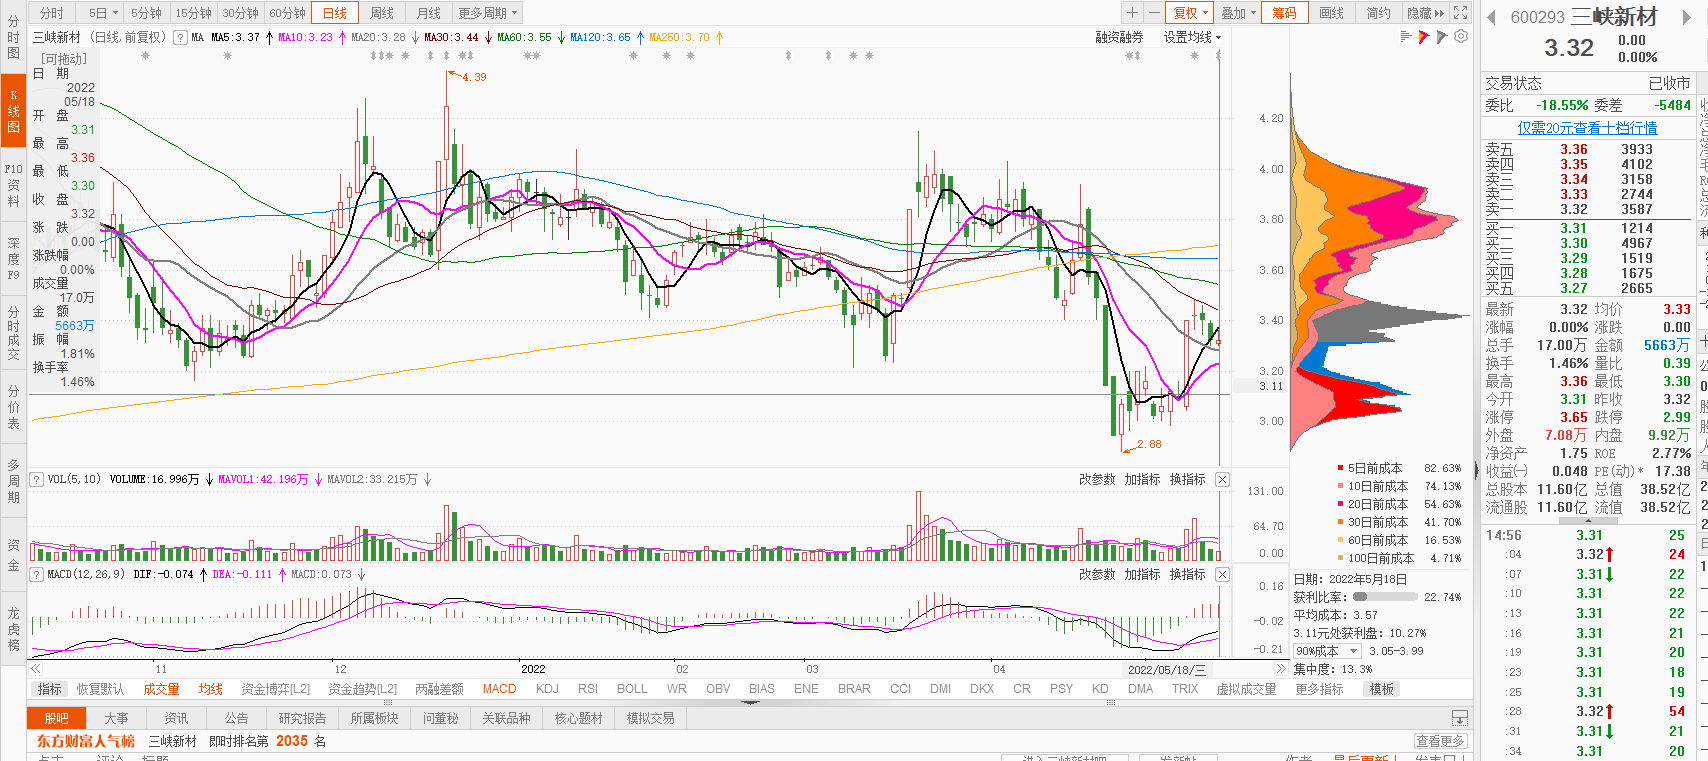 分时 5日 5分钟 15分钟 30分钟 60分钟 日线 周线 月线 更多周期
复权 叠加 筹码 画线 简约 隐藏
三峡新材 (日线,前复权) ? MA MA5:3.37 ↑ MA10:3.23 ↑ MA20:3.28 ↓ MA30:3.44 ↓ MA60:3.55 ↓ MA120:3.65 ↑ MA250:3.70 ↑
融资融券 设置均线
分时图
K线图
F10资料
深度F9
分时成交
分价表
多周期
资金
龙虎榜
[可拖动]
日 期
2022
05/18
开 盘
3.31
最 高
3.36
最 低
3.30
收 盘
3.32
涨 跌
0.00
涨跌幅
0.00%
成交量
17.0万
金 额
5663万
振 幅
1.81%
换手率
1.46%
4.39
2.88
4.20
4.00
3.80
3.60
3.40
3.20
3.11
3.00
? VOL(5,10) VOLUME:16.996万 ↓ MAVOL1:42.196万 ↓ MAVOL2:33.215万 ↓
改参数 加指标 换指标
131.00
64.70
0.00
? MACD(12,26,9) DIF:-0.074 ↑ DEA:-0.111 ↑ MACD:0.073 ↓
改参数 加指标 换指标
0.16
-0.02
-0.21
11 12 2022 02 03 04 2022/05/18/三
指标 恢复默认 成交量 均线 资金博弈[L2] 资金趋势[L2] 两融差额 MACD KDJ RSI BOLL WR OBV BIAS ENE BRAR CCI DMI DKX CR PSY KD DMA TRIX 虚拟成交量 更多指标 模板
股吧 大事 资讯 公告 研究报告 所属板块 问董秘 关联品种 核心题材 模拟交易
东方财富人气榜 三峡新材 即时排名第 2035 名
查看更多
5日前成本 82.63%
10日前成本 74.13%
20日前成本 54.63%
30日前成本 41.70%
60日前成本 16.53%
100日前成本 4.71%
日期: 2022年5月18日
获利比率: 22.74%
平均成本: 3.57
3.11元处获利盘: 10.27%
90%成本 3.05-3.99
集中度: 13.3%
600293 三峡新材
3.32 0.00
0.00%
交易状态 已收市
委比 -18.55% 委差 -5484
仅需20元查看十档行情
卖五 3.36 3933
卖四 3.35 4102
卖三 3.34 3158
卖二 3.33 2744
卖一 3.32 3587
买一 3.31 1214
买二 3.30 4967
买三 3.29 1519
买四 3.28 1675
买五 3.27 2665
最新 3.32 均价 3.33
涨幅 0.00% 涨跌 0.00
总手 17.00万 金额 5663万
换手 1.46% 量比 0.39
最高 3.36 最低 3.30
今开 3.31 昨收 3.32
涨停 3.65 跌停 2.99
外盘 7.08万 内盘 9.92万
净资产 1.75 ROE 2.77%
收益(一) 0.048 PE(动)* 17.38
总股本 11.60亿 总值 38.52亿
流通股 11.60亿 流值 38.52亿
14:56 3.31 25
:04 3.32 ↑ 24
:07 3.31 ↓ 22
:10 3.31 22
:13 3.31 22
:16 3.31 21
:19 3.31 20
:23 3.31 18
:25 3.31 19
:28 3.32 ↑ 54
:31 3.31 ↓ 21
:34 3.31 20